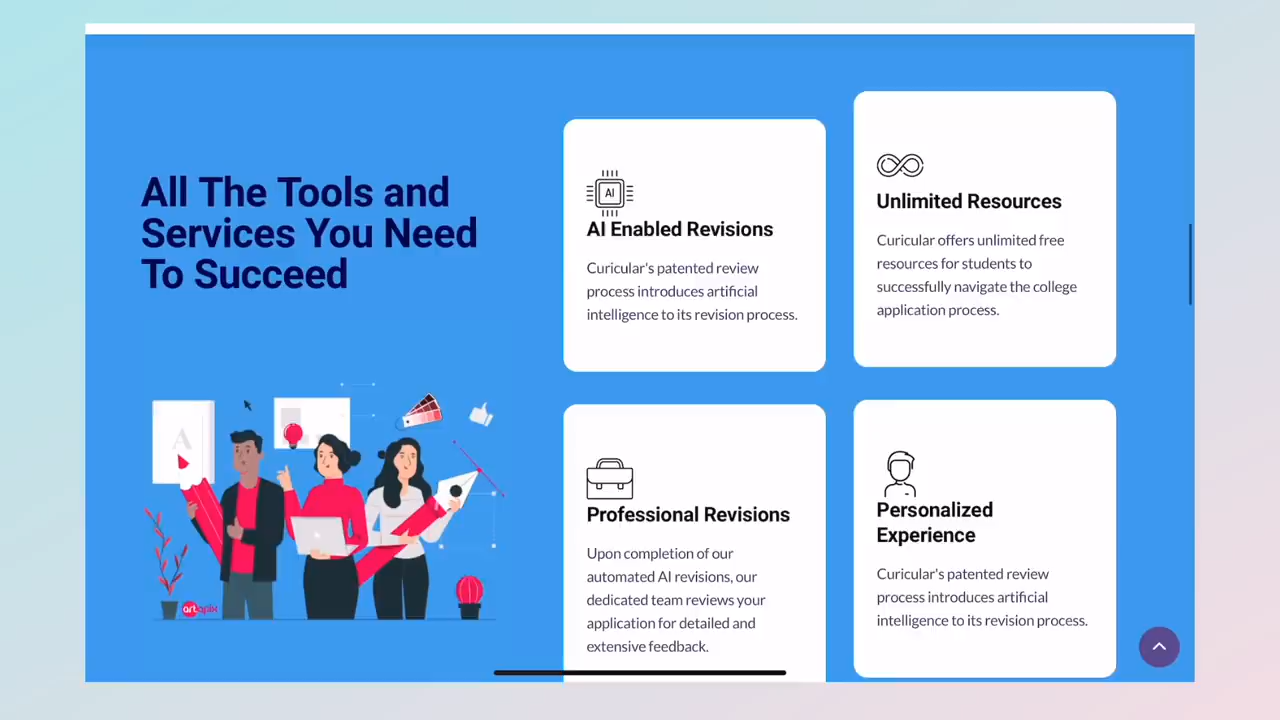 All The Tools and
Services You Need
To Succeed
AI
AI Enabled Revisions
Curicular's patented review
process introduces artificial
intelligence to its revision process.
Unlimited Resources
Curicular offers unlimited free
resources for students to
successfully navigate the college
application process.
Professional Revisions
Upon completion of our
automated AI revisions, our
dedicated team reviews your
application for detailed and
extensive feedback.
Personalized
Experience
Curicular's patented review
process introduces artificial
intelligence to its revision process.
A